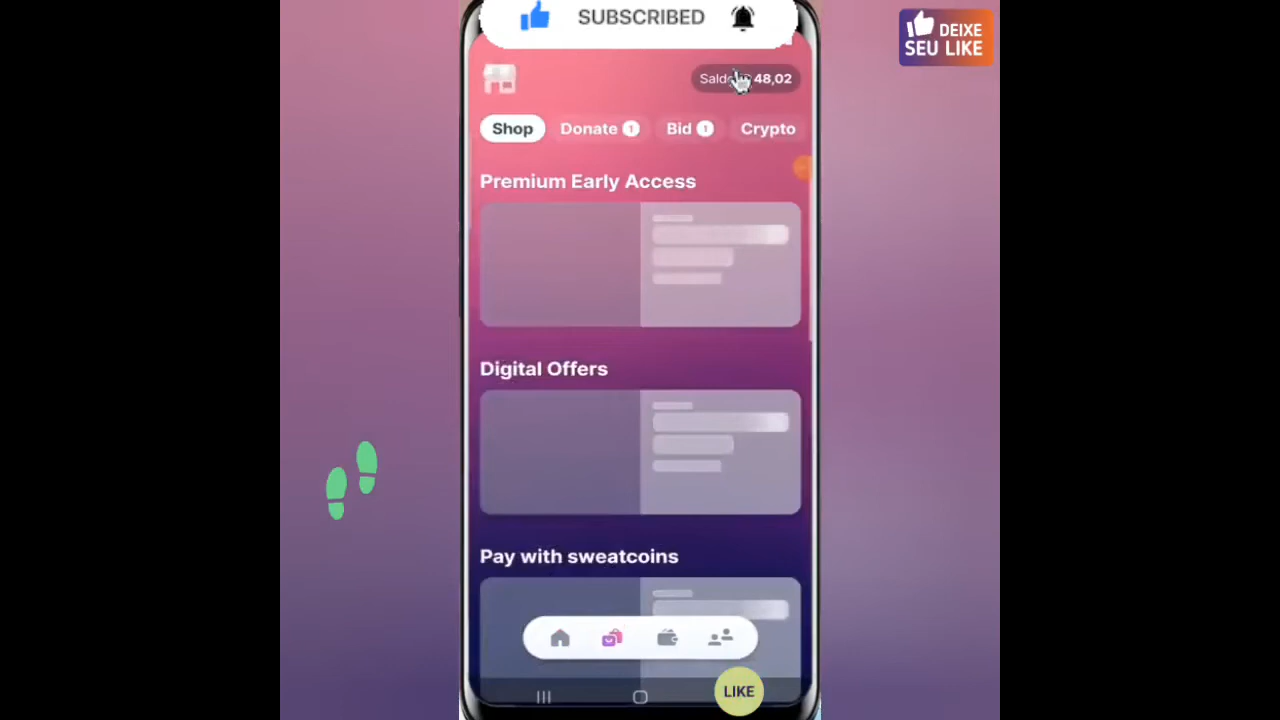 SUBSCRIBED
DEIXE
SEU LIKE
48,02
Shop
Donate 1
Bid 1
Crypto
Premium Early Access
Digital Offers
Pay with sweatcoins
LIKE